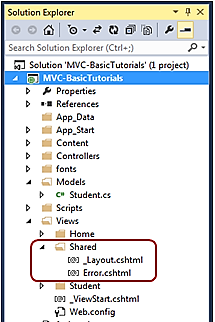 Solution Explorer
Search Solution Explorer (Ctrl+;)
Solution 'MVC-BasicTutorials' (1 project)
MVC-BasicTutorials
Properties
References
App_Data
App_Start
Content
Controllers
fonts
Models
C# Student.cs
Scripts
Views
Home
Shared
_Layout.cshtml
Error.cshtml
Student
_ViewStart.cshtml
Web.config